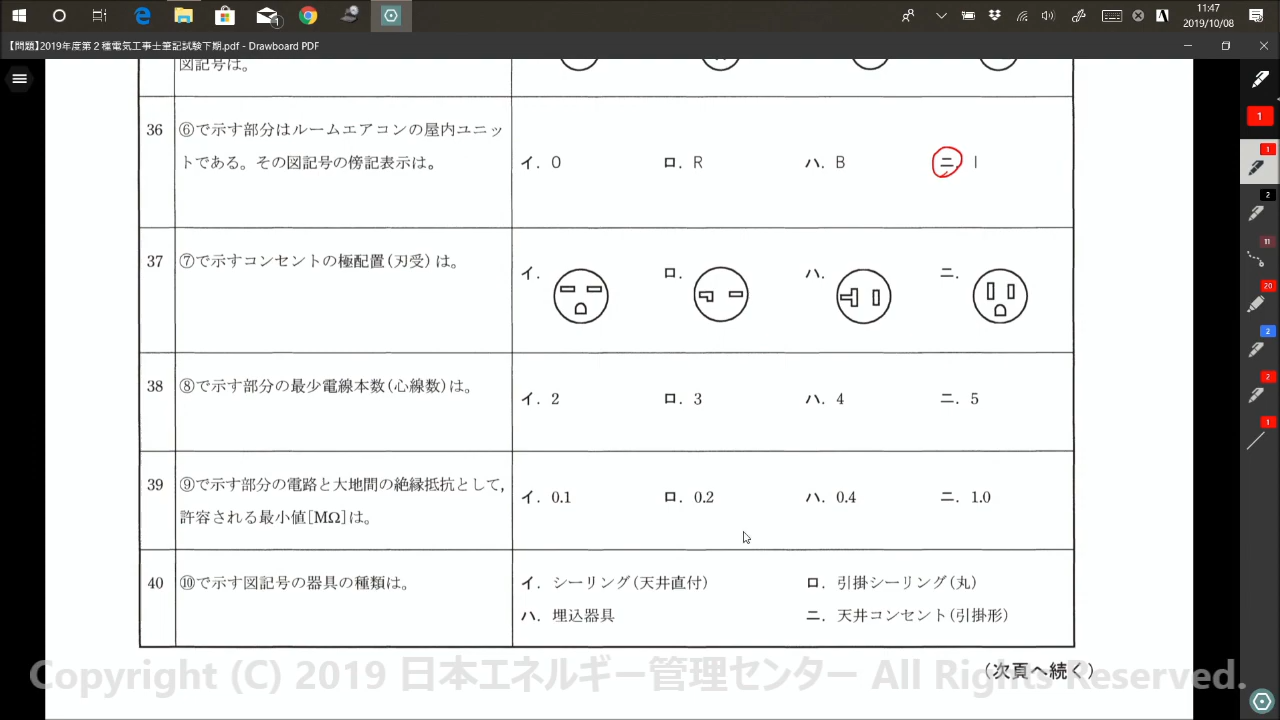 11:47
2019/10/08
【問題】2019年度第２種電気工事士筆記試験下期.pdf - Drawboard PDF
図記号は。
36 ⑥で示す部分はルームエアコンの屋内ユニッ
トである。その図記号の傍記表示は。 イ. O ロ. R ハ. B ニ. I
37 ⑦で示すコンセントの極配置(刃受)は。 イ. ロ. ハ. ニ.
38 ⑧で示す部分の最少電線本数(心線数)は。 イ. 2 ロ. 3 ハ. 4 ニ. 5
39 ⑨で示す部分の電路と大地間の絶縁抵抗として,
許容される最小値[MΩ]は。 イ. 0.1 ロ. 0.2 ハ. 0.4 ニ. 1.0
40 ⑩で示す図記号の器具の種類は。 イ. シーリング(天井直付) ロ. 引掛シーリング(丸)
ハ. 埋込器具 ニ. 天井コンセント(引掛形)
(次頁へ続く)
Copyright (C) 2019 日本エネルギー管理センター All Rights Reserved.
1
1
2
11
20
2
2
1